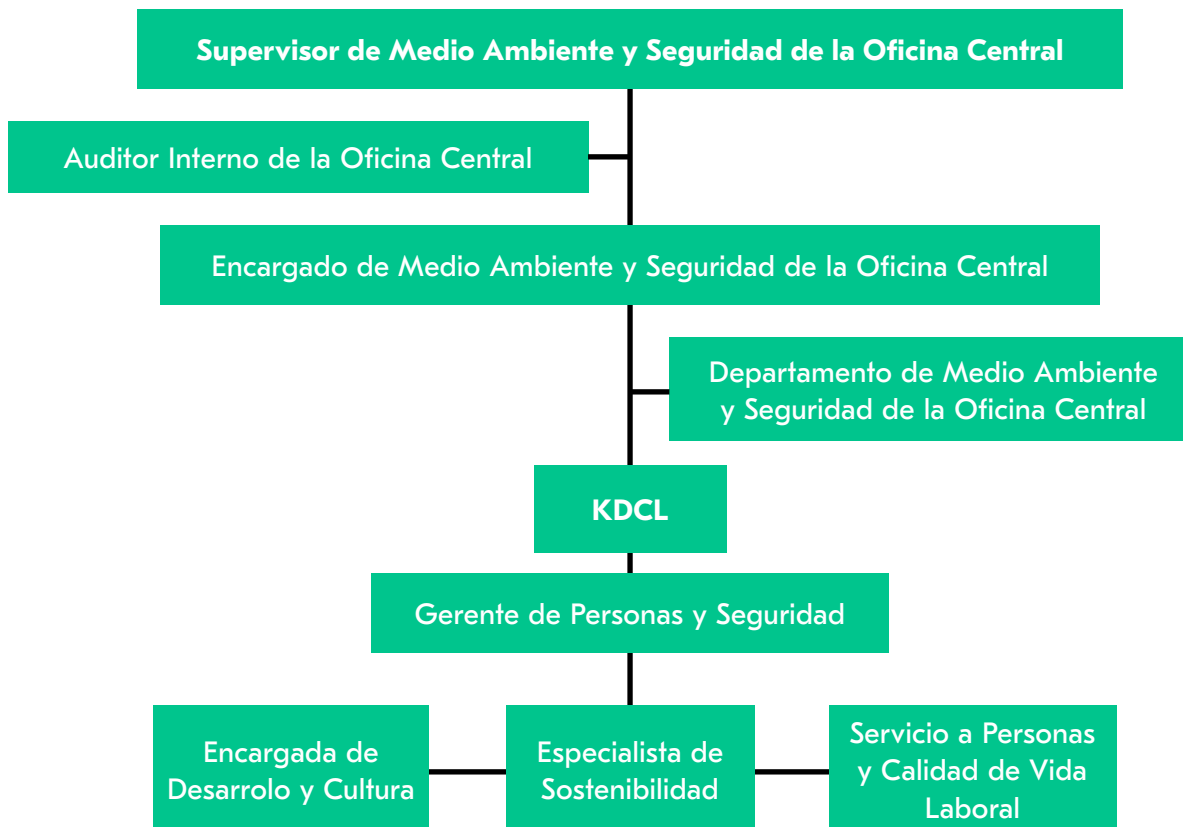 Supervisor de Medio Ambiente y Seguridad de la Oficina Central
Auditor Interno de la Oficina Central
Encargado de Medio Ambiente y Seguridad de la Oficina Central
Departamento de Medio Ambiente
y Seguridad de la Oficina Central
KDCL
Gerente de Personas y Seguridad
Encargada de
Desarrolo y Cultura
Especialista de
Sostenibilidad
Servicio a Personas
y Calidad de Vida
Laboral